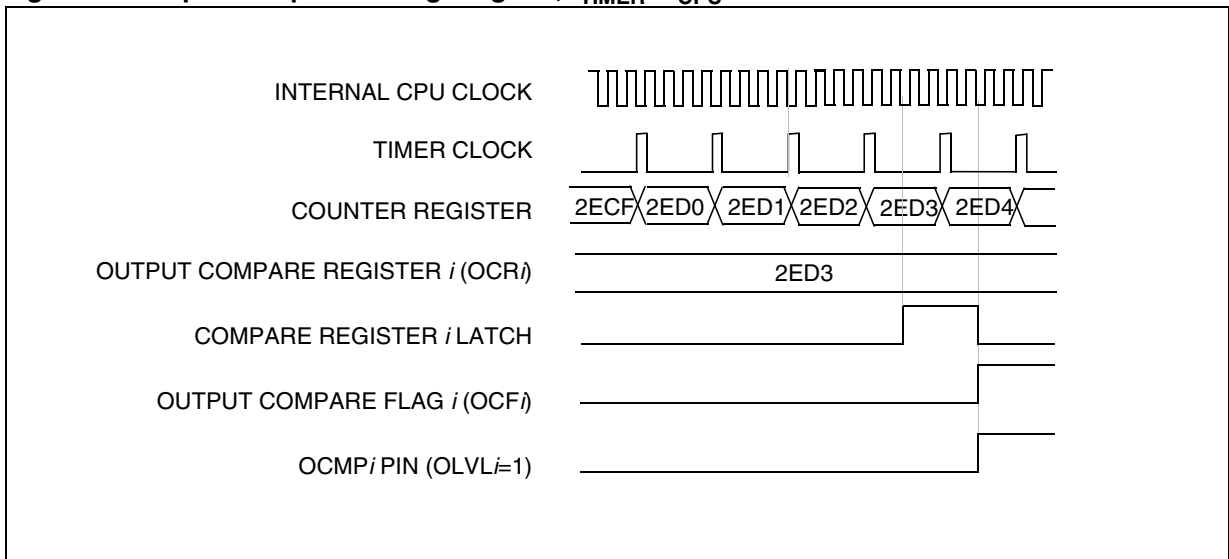 INTERNAL CPU CLOCK
TIMER CLOCK
COUNTER REGISTER 2ECF 2ED0 2ED1 2ED2 2ED3 2ED4
OUTPUT COMPARE REGISTER i (OCRi) 2ED3
COMPARE REGISTER i LATCH
OUTPUT COMPARE FLAG i (OCFi)
OCMPi PIN (OLVLi=1)